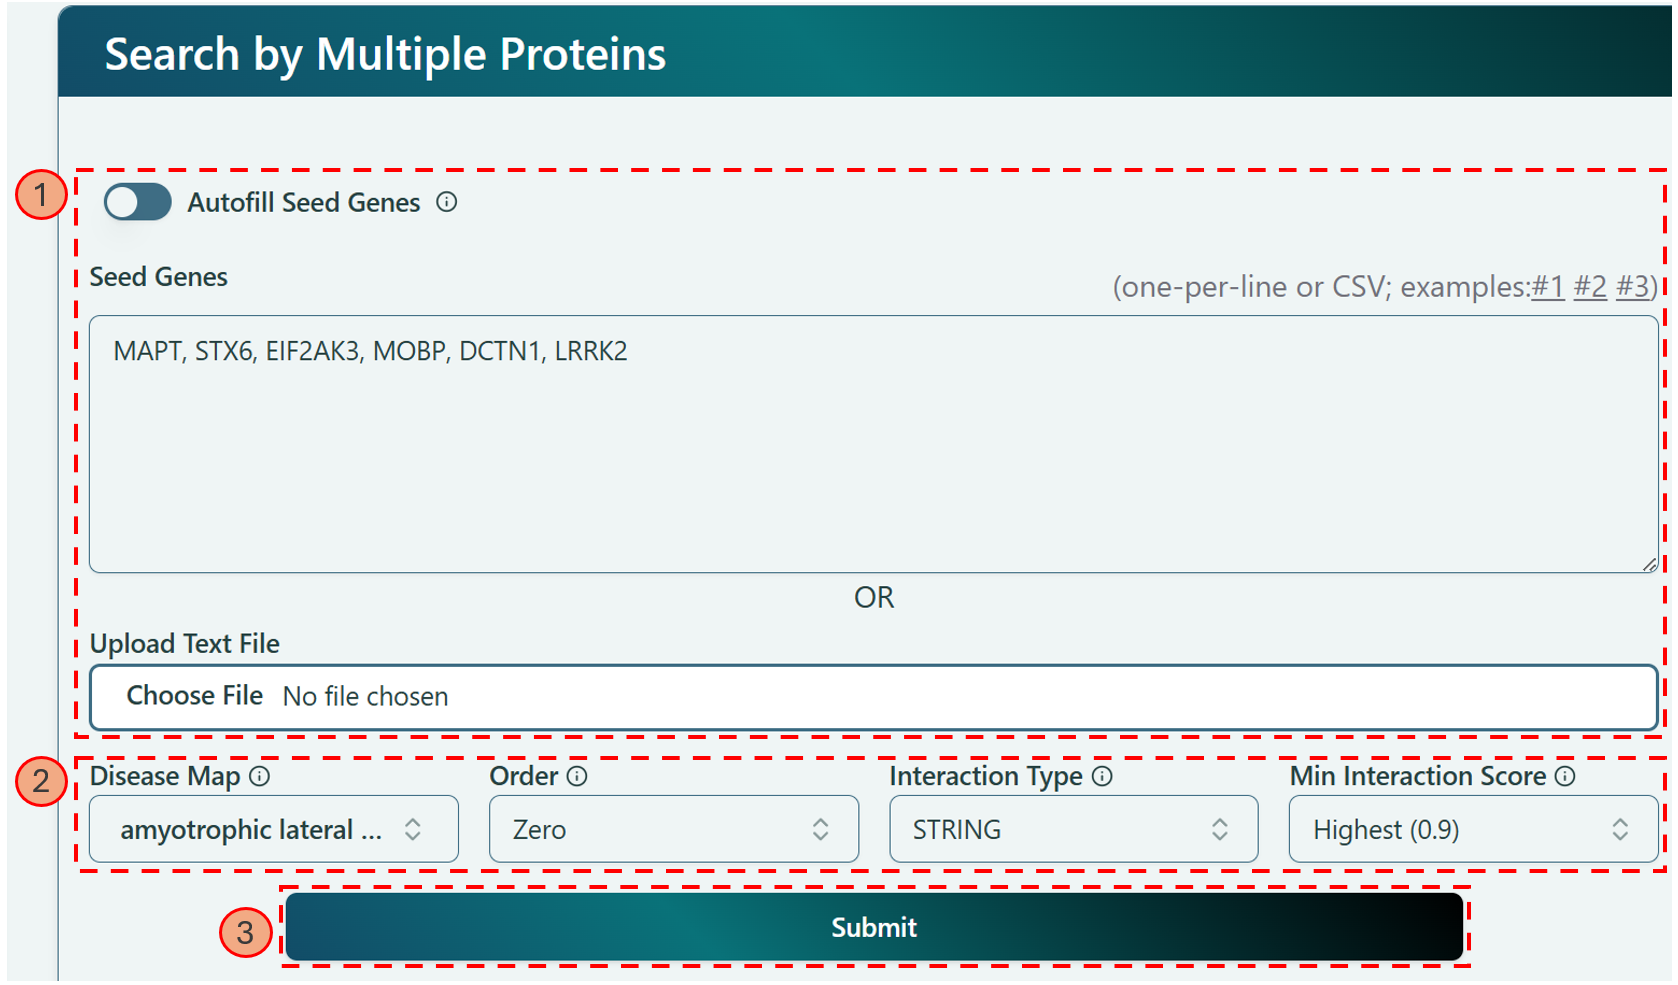 Search by Multiple Proteins
1
Autofill Seed Genes
Seed Genes
(one-per-line or CSV; examples:#1 #2 #3)
MAPT, STX6, EIF2AK3, MOBP, DCTN1, LRRK2
OR
Upload Text File
Choose File No file chosen
2
Disease Map Order Interaction Type Min Interaction Score
amyotrophic lateral ... Zero STRING Highest (0.9)
3
Submit